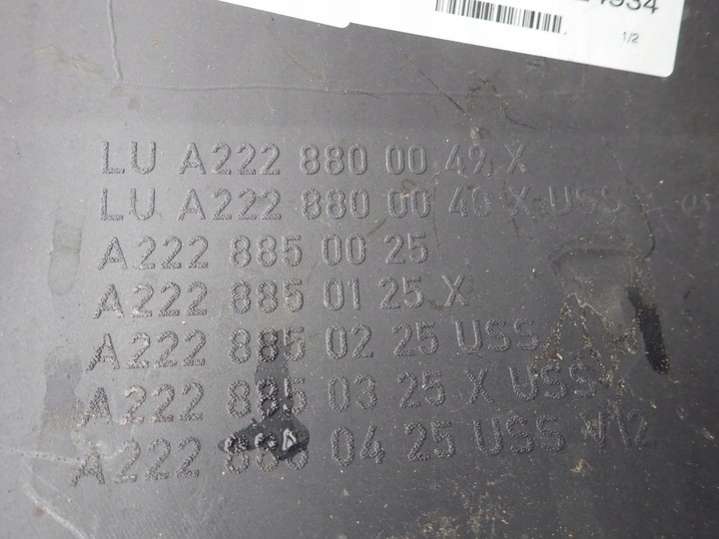 1/2
LU A222 880 00 49 X
LU A222 880 00 40 X USS
A222 885 00 25
A222 885 01 25 X
A222 885 02 25 USS
A222 885 03 25 X USS
A222 04 25 USS V12